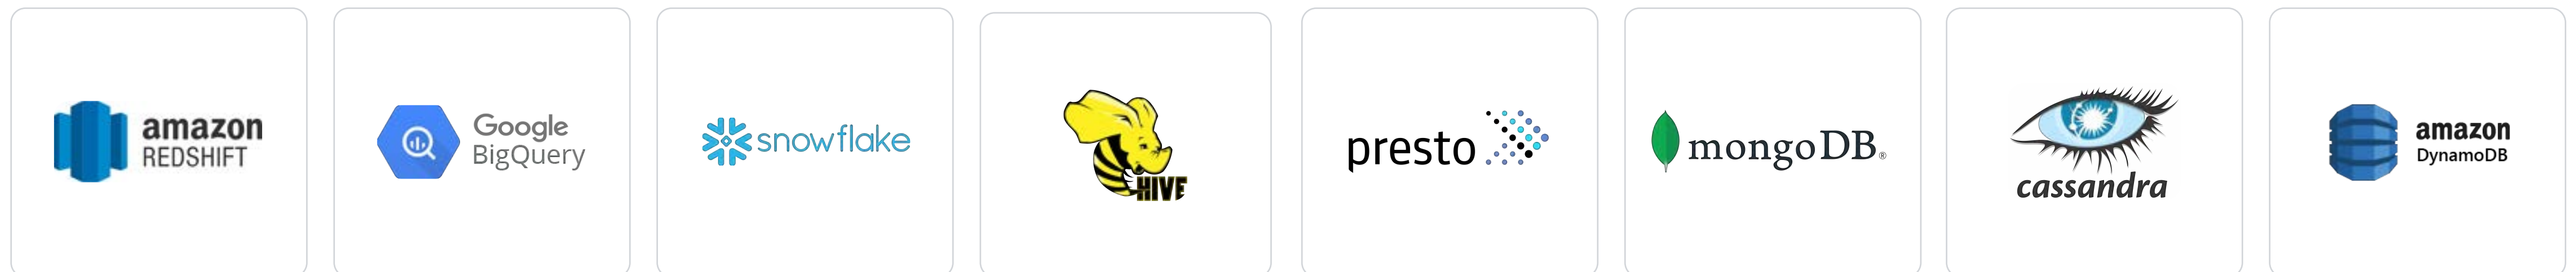 amazon
REDSHIFT
Google
BigQuery
snowflake
HIVE
presto
mongoDB®
cassandra
amazon
DynamoDB